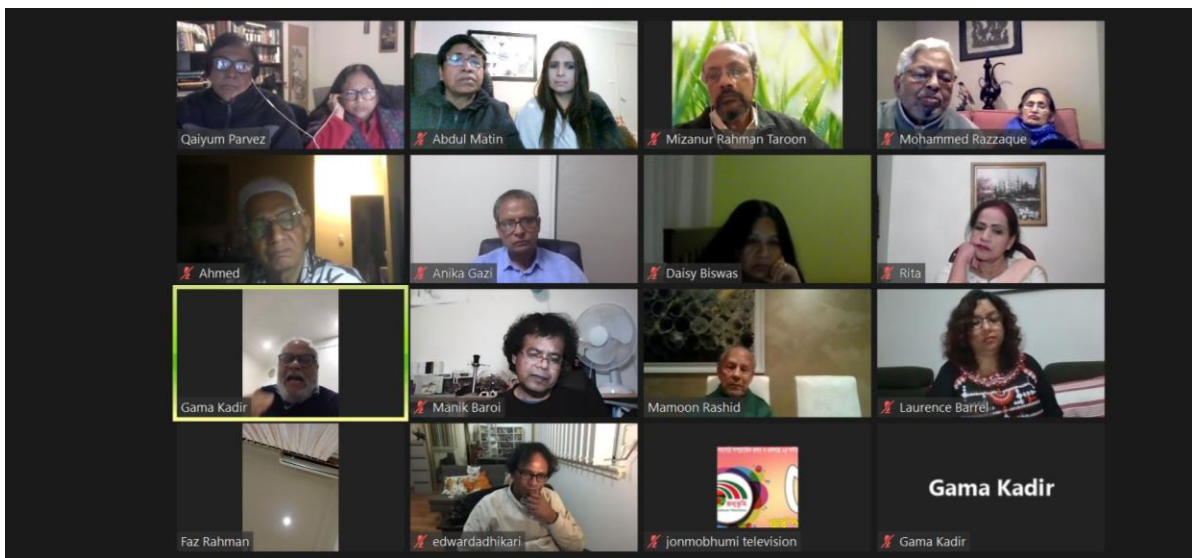 Qaiyum Parvez
Abdul Matin
Mizanur Rahman Taroon
Mohammed Razzaque
Ahmed
Anika Gazi
Daisy Biswas
Rita
Gama Kadir
Manik Baroi
Mamoon Rashid
Laurence Barrel
Gama Kadir
Faz Rahman
edwardadhikari
jonmobhumi television
Gama Kadir